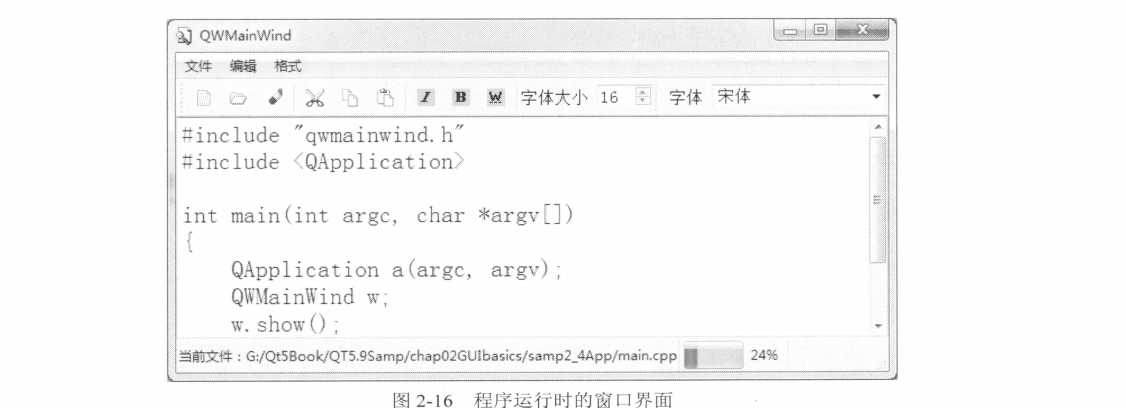 QWMainWind
文件 编辑 格式
I B W 字体大小 16 字体 宋体
#include "qwmainwind.h"
#include <QApplication>
int main(int argc, char *argv[])
{
QApplication a(argc, argv);
QWMainWind w;
w.show();
当前文件：G:/Qt5Book/QT5.9Samp/chap02GUIbasics/samp2_4App/main.cpp 24%
图 2-16 程序运行时的窗口界面